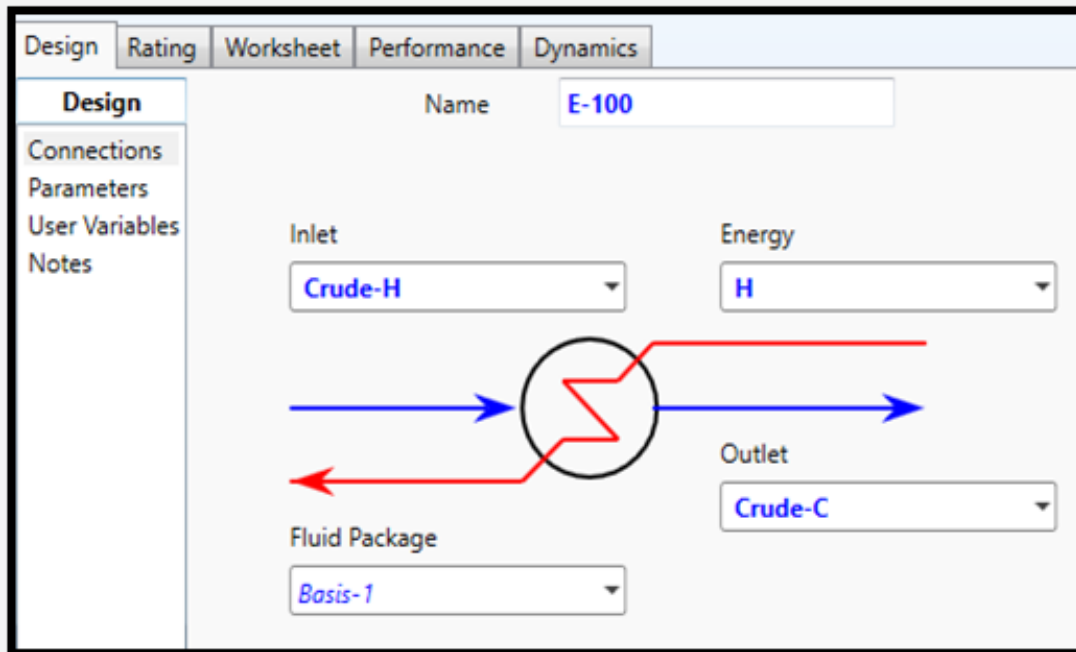 Design Rating Worksheet Performance Dynamics
Design
Connections
Parameters
User Variables
Notes
Name E-100
Inlet
Crude-H
Energy
H
Outlet
Crude-C
Fluid Package
Basis-1